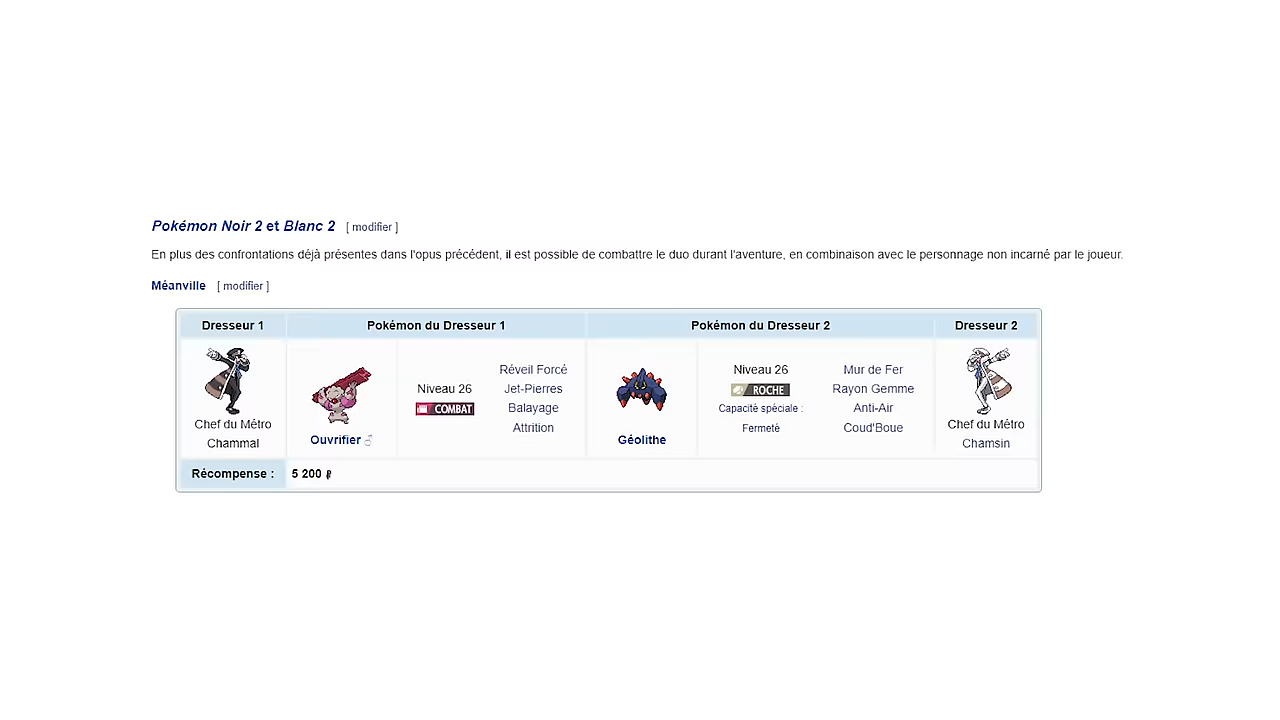 Pokémon Noir 2 et Blanc 2 [ modifier ]
En plus des confrontations déjà présentes dans l'opus précédent, il est possible de combattre le duo durant l'aventure, en combinaison avec le personnage non incarné par le joueur.
Méanville [ modifier ]
Dresseur 1 Pokémon du Dresseur 1 Pokémon du Dresseur 2 Dresseur 2
Chef du Métro
Chammal
Ouvrifier ♂
Niveau 26
COMBAT
Réveil Forcé
Jet-Pierres
Balayage
Attrition
Géolithe
Niveau 26
ROCHE
Capacité spéciale :
Fermeté
Mur de Fer
Rayon Gemme
Anti-Air
Coud'Boue
Chef du Métro
Chamsin
Récompense : 5 200 ₽